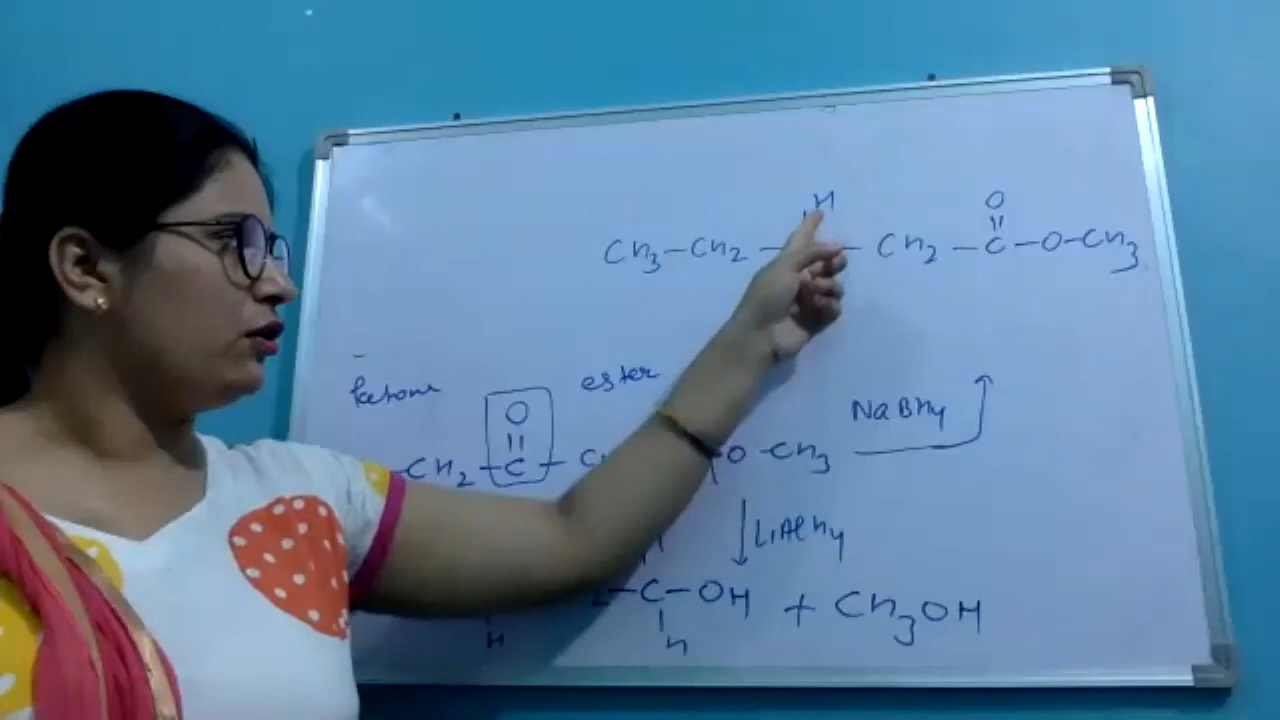 H O
CH3-CH2 - - CH2 - C - O - CH3
ketone ester
O NaBH4
-CH2 - C - O - CH3
LiAlH4
- C - OH + CH3OH
H H